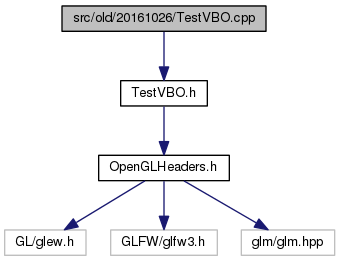 src/old/20161026/TestVBO.cpp
TestVBO.h
OpenGLHeaders.h
GL/glew.h
GLFW/glfw3.h
glm/glm.hpp